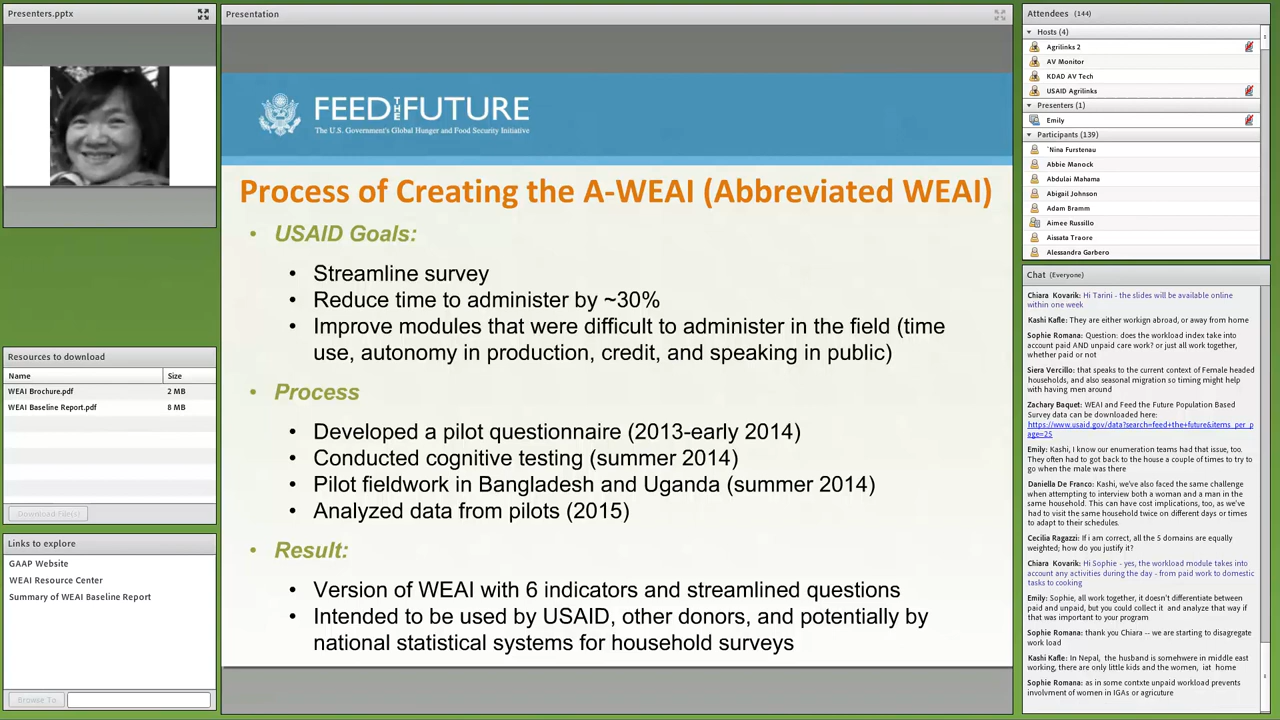 Presenters.pptx
Resources to download
Name Size
WEAI Brochure.pdf 2 MB
WEAI Baseline Report.pdf 8 MB
Download File(s)
Links to explore
GAAP Website
WEAI Resource Center
Summary of WEAI Baseline Report
Browse To
Presentation
FEED THE FUTURE
The U.S. Government's Global Hunger and Food Security Initiative
Process of Creating the A-WEAI (Abbreviated WEAI)
• USAID Goals:
• Streamline survey
• Reduce time to administer by ~30%
• Improve modules that were difficult to administer in the field (time
use, autonomy in production, credit, and speaking in public)
• Process
• Developed a pilot questionnaire (2013-early 2014)
• Conducted cognitive testing (summer 2014)
• Pilot fieldwork in Bangladesh and Uganda (summer 2014)
• Analyzed data from pilots (2015)
• Result:
• Version of WEAI with 6 indicators and streamlined questions
• Intended to be used by USAID, other donors, and potentially by
national statistical systems for household surveys
Attendees (144)
Hosts (4)
Agrilinks 2
AV Monitor
KDAD AV Tech
USAID Agrilinks
Presenters (1)
Emily
Participants (139)
`Nina Furstenau
Abbie Manock
Abdulai Mahama
Abigail Johnson
Adam Bramm
Aimee Russillo
Aissata Traore
Alessandra Garbero
Chat (Everyone)
Chiara Kovarik: Hi Tarini - the slides will be available online
within one week
Kashi Kafle: They are either workign abroad, or away from home
Sophie Romana: Question: does the workload index take into
account paid AND unpaid care work? or just all work together,
whether paid or not
Siera Vercillo: that speaks to the current context of Female headed
households, and also seasonal migration so timing might help
with having men around
Zachary Baquet: WEAI and Feed the Future Population Based
Survey data can be downloaded here:
https://www.usaid.gov/data?search=feed+the+future&items_per_p
age=25
Emily: Kashi, I know our enumeration teams had that issue, too.
They often had to got back to the house a couple of times to try to
go when the male was there
Daniella De Franco: Kashi, we've also faced the same challenge
when attempting to interview both a woman and a man in the
same household. This can have cost implications, too, as we've
had to visit the same household twice on different days or times
to adapt to their schedules.
Cecilia Ragazzi: If i am correct, all the 5 domains are equally
weighted; how do you justify it?
Chiara Kovarik: Hi Sophie - yes, the workload module takes into
account any activities during the day - from paid work to domestic
tasks to cooking
Emily: Sophie, all work together, it doesn't differentiate between
paid and unpaid, but you could collect it and analyze that way if
that was important to your program
Sophie Romana: thank you Chiara -- we are starting to disagregate
work load
Kashi Kafle: In Nepal, the husband is somehwere in middle east
working, there are only little kids and the women, iat home
Sophie Romana: as in some contxte unpaid workload prevents
involvment of women in IGAs or agricuture